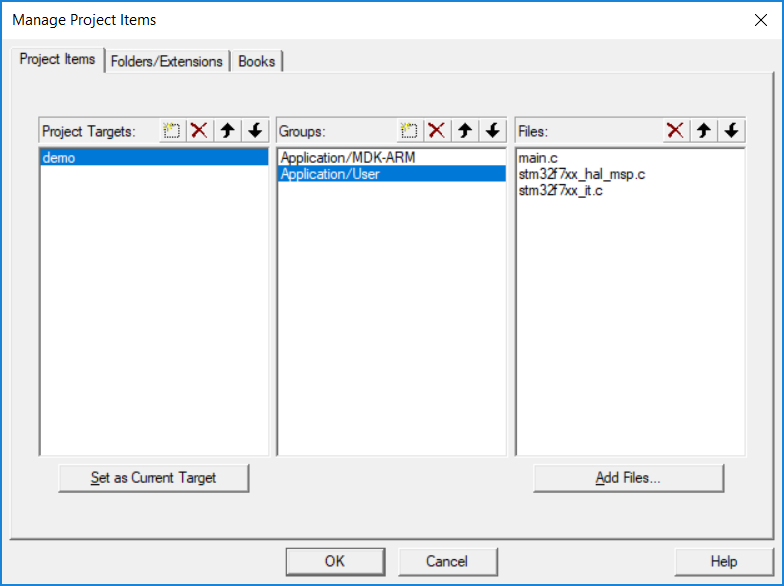 Manage Project Items
Project Items Folders/Extensions Books
Project Targets: Groups: Files:
demo
Application/MDK-ARM
Application/User
main.c
stm32f7xx_hal_msp.c
stm32f7xx_it.c
Set as Current Target
Add Files...
OK Cancel Help